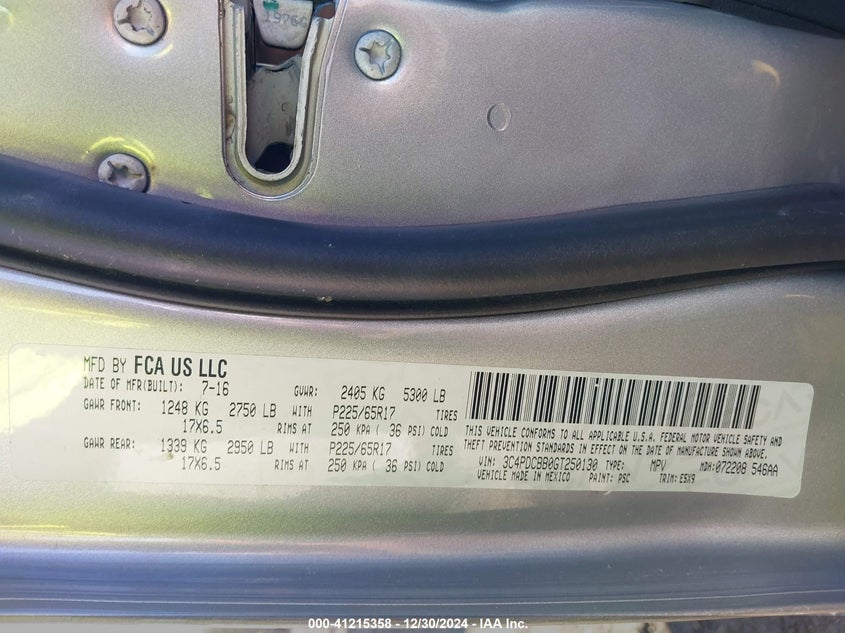 1976
MFD BY FCA US LLC
DATE OF MFR(BUILT): 7-16 GVWR: 2405 KG 5300 LB
GAWR FRONT: 1248 KG 2750 LB WITH P225/65R17 TIRES
17X6.5 RIMS AT 250 KPA ( 36 PSI) COLD
GAWR REAR: 1339 KG 2950 LB WITH P225/65R17 TIRES
17X6.5 RIMS AT 250 KPA ( 36 PSI) COLD
THIS VEHICLE CONFORMS TO ALL APPLICABLE U.S.A. FEDERAL MOTOR VEHICLE SAFETY AND
THEFT PREVENTION STANDARDS IN EFFECT ON THE DATE OF MANUFACTURE SHOWN ABOVE.
VIN: 3C4PDCBB0GT250130 TYPE: MPV MDH: 072208 546AA
VEHICLE MADE IN MEXICO PAINT: PSC TRIM: E5X9
000-41215358 - 12/30/2024 - IAA Inc.